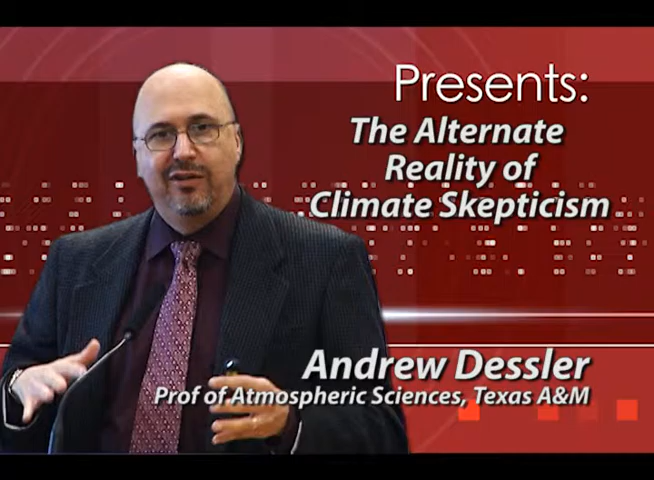 Presents:
The Alternate
Reality of
Climate Skepticism
Andrew Dessler
Prof of Atmospheric Sciences, Texas A&M